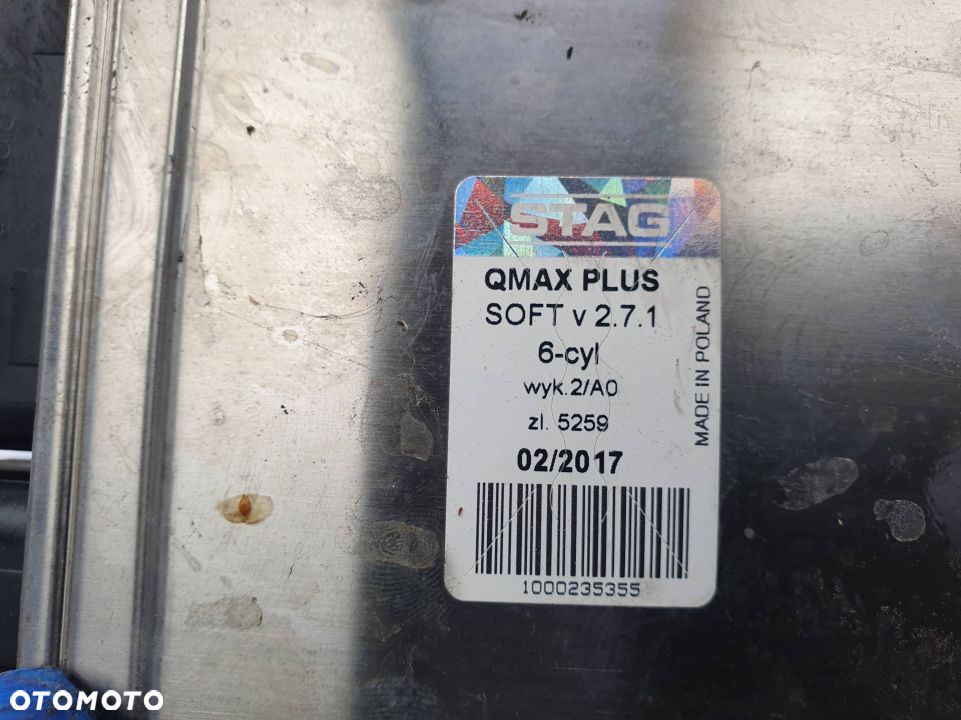 STAG
QMAX PLUS
SOFT v 2.7.1
6-cyl
wyk.2/A0
zl. 5259
02/2017
1000235355
MADE IN POLAND
OTOMOTO